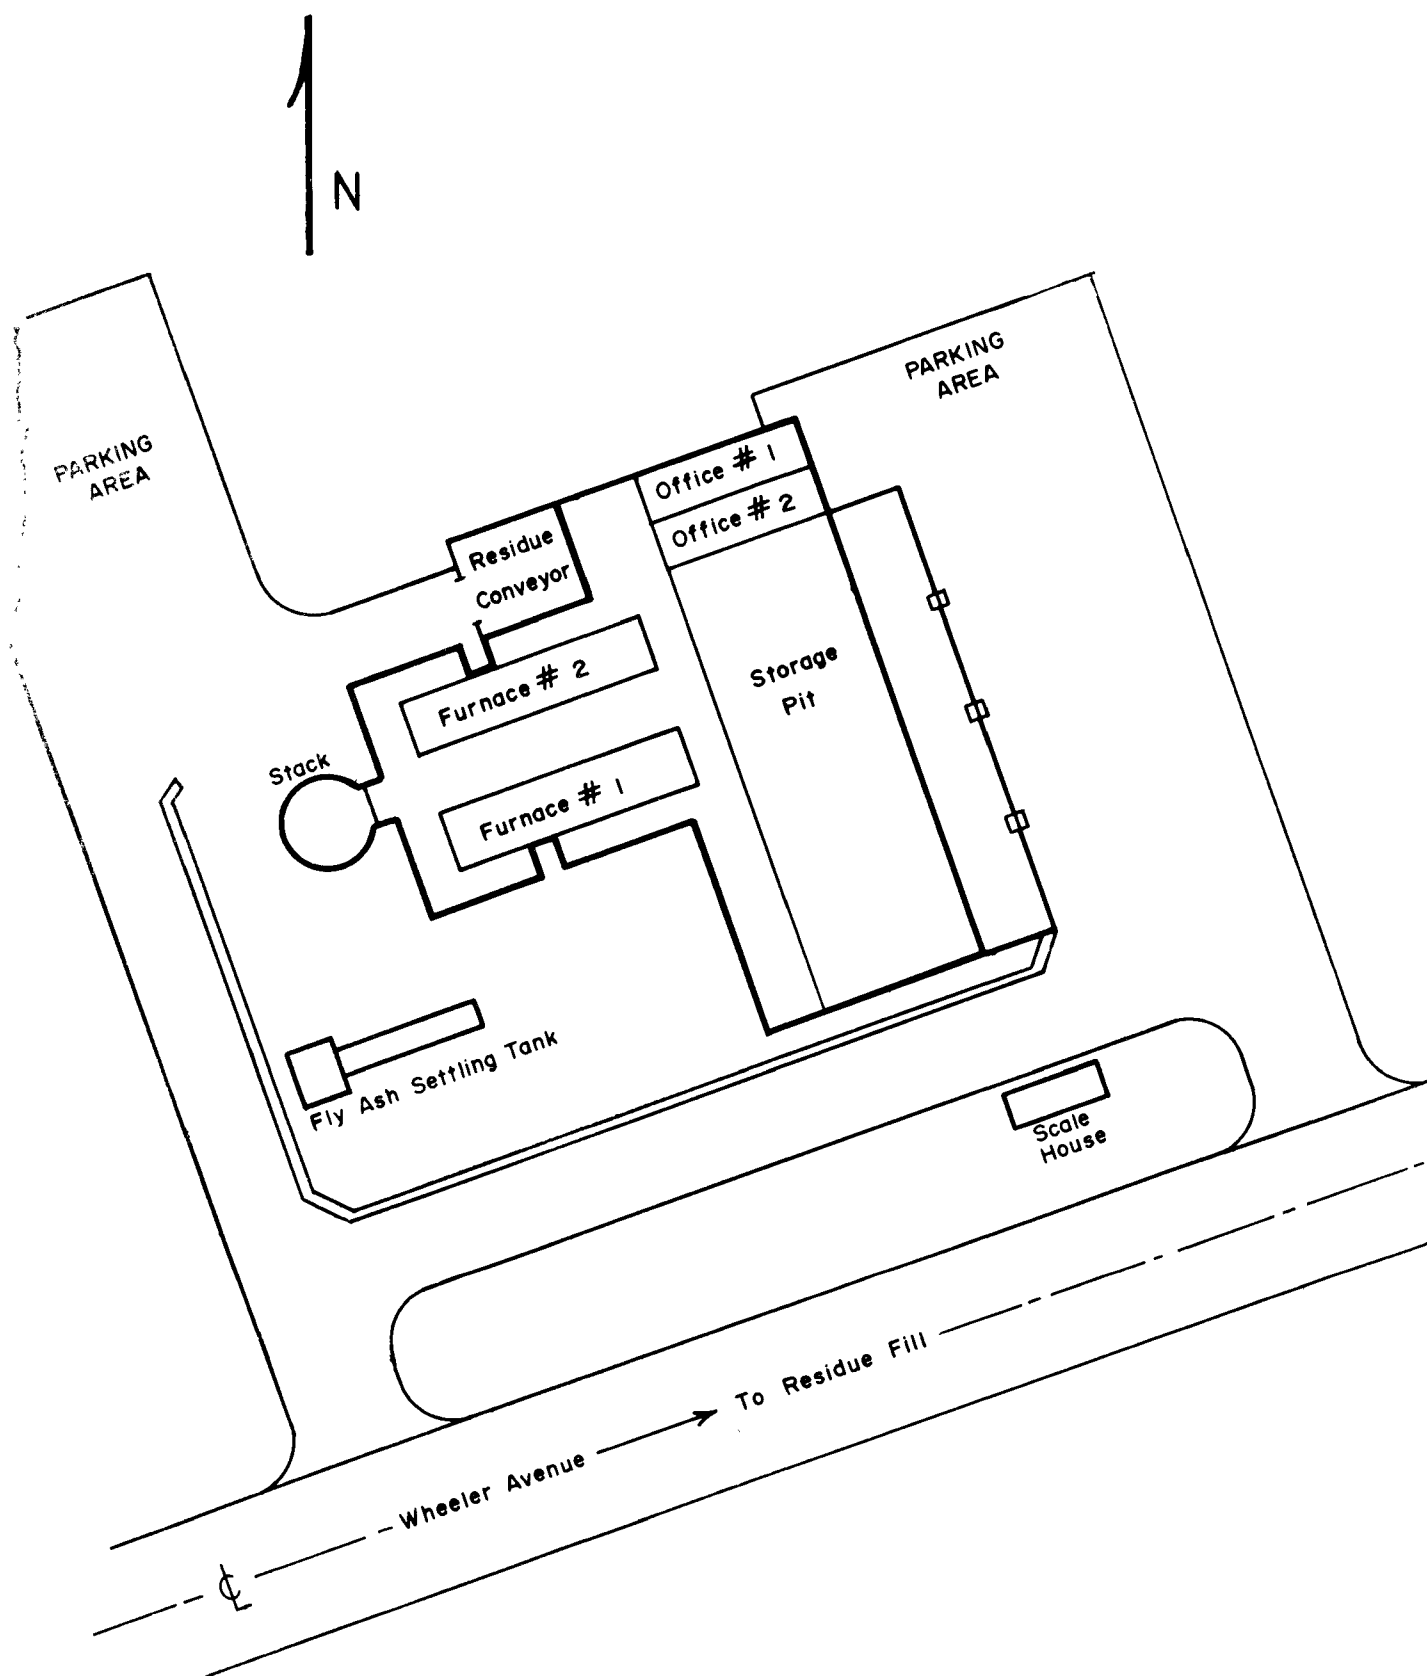 N
PARKING
AREA
PARKING
AREA
Office # 1
Office # 2
Residue
Conveyor
Storage
Pit
Furnace # 2
Stack
Furnace # 1
Fly Ash Settling Tank
Scale
House
To Residue Fill
Wheeler Avenue
℄